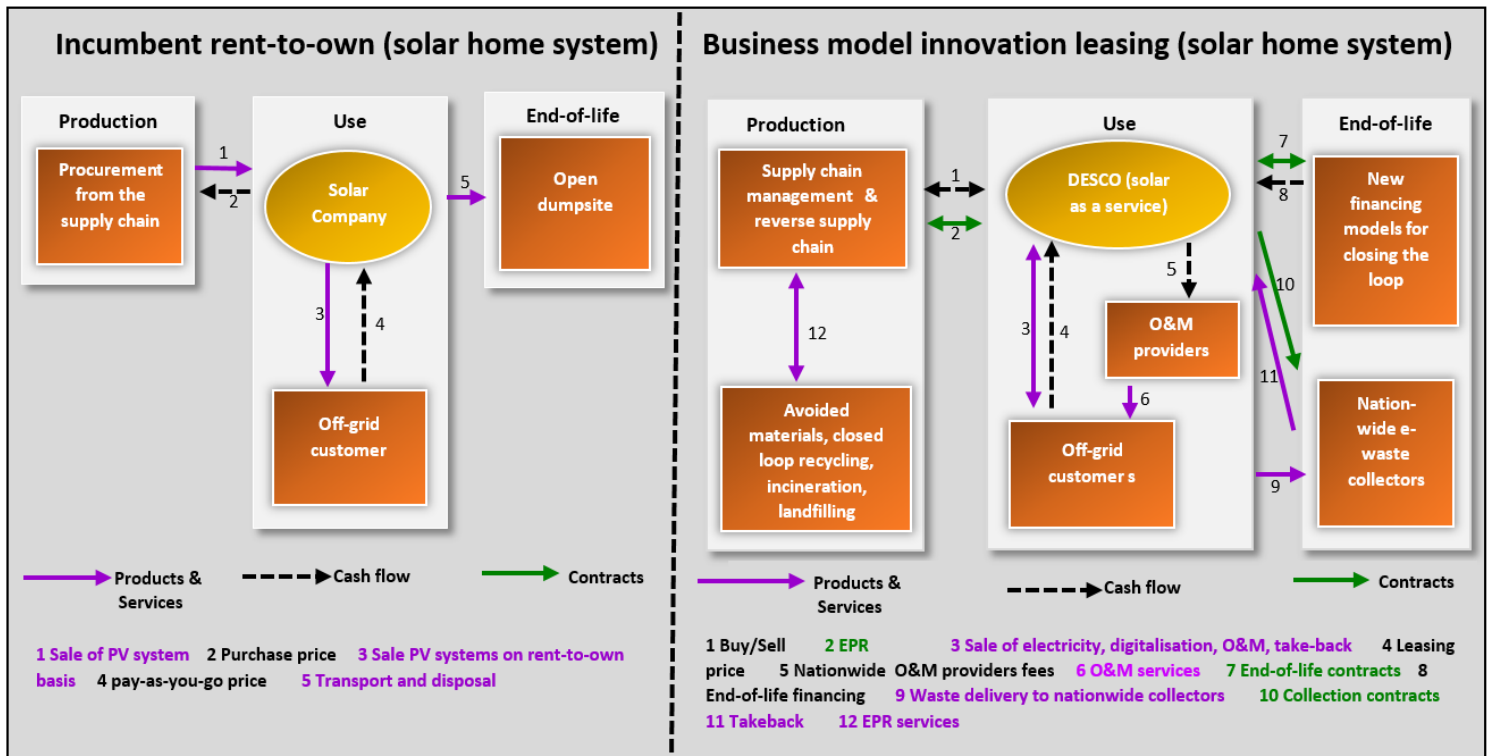 Incumbent rent-to-own (solar home system)
Production
Procurement
from the
supply chain
1
2
Use
Solar
Company
3
4
Off-grid
customer
5
End-of-life
Open
dumpsite
Products &
Services
Cash flow
Contracts
1 Sale of PV system 2 Purchase price 3 Sale PV systems on rent-to-own
basis 4 pay-as-you-go price 5 Transport and disposal
Business model innovation leasing (solar home system)
Production
Supply chain
management &
reverse supply
chain
12
Avoided
materials, closed
loop recycling,
incineration,
landfilling
1
2
Use
DESCO (solar
as a service)
3
4
5
O&M
providers
6
Off-grid
customer s
7
8
10
11
9
End-of-life
New
financing
models for
closing the
loop
Nation-
wide e-
waste
collectors
Products &
Services
Cash flow
Contracts
1 Buy/Sell 2 EPR 3 Sale of electricity, digitalisation, O&M, take-back 4 Leasing
price 5 Nationwide O&M providers fees 6 O&M services 7 End-of-life contracts 8
End-of-life financing 9 Waste delivery to nationwide collectors 10 Collection contracts
11 Takeback 12 EPR services